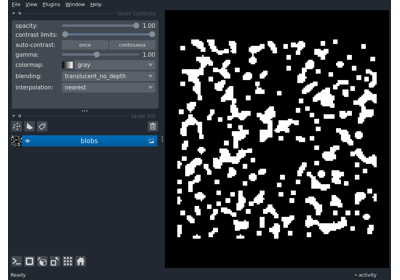 File View Plugins Window Help
layer controls
opacity: 1.00
contrast limits:
auto-contrast: once continuous
gamma: 1.00
colormap: gray
blending: translucent_no_depth
interpolation: nearest
layer list
blobs
Ready
activity